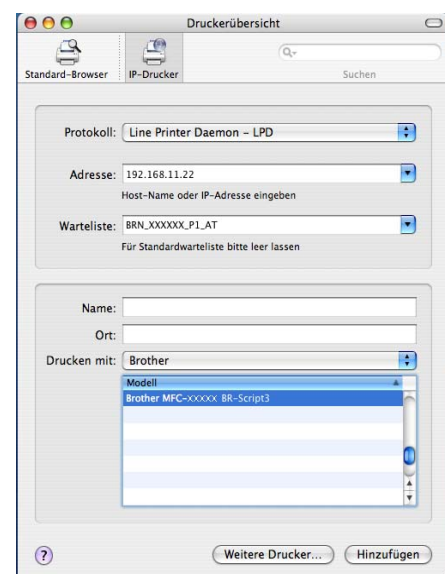 Druckerübersicht
Standard-Browser IP-Drucker Suchen
Protokoll: Line Printer Daemon – LPD
Adresse: 192.168.11.22
Host-Name oder IP-Adresse eingeben
Warteliste: BRN_XXXXXX_P1_AT
Für Standardwarteliste bitte leer lassen
Name:
Ort:
Drucken mit: Brother
Modell
Brother MFC-XXXXX BR-Script3
? Weitere Drucker... Hinzufügen